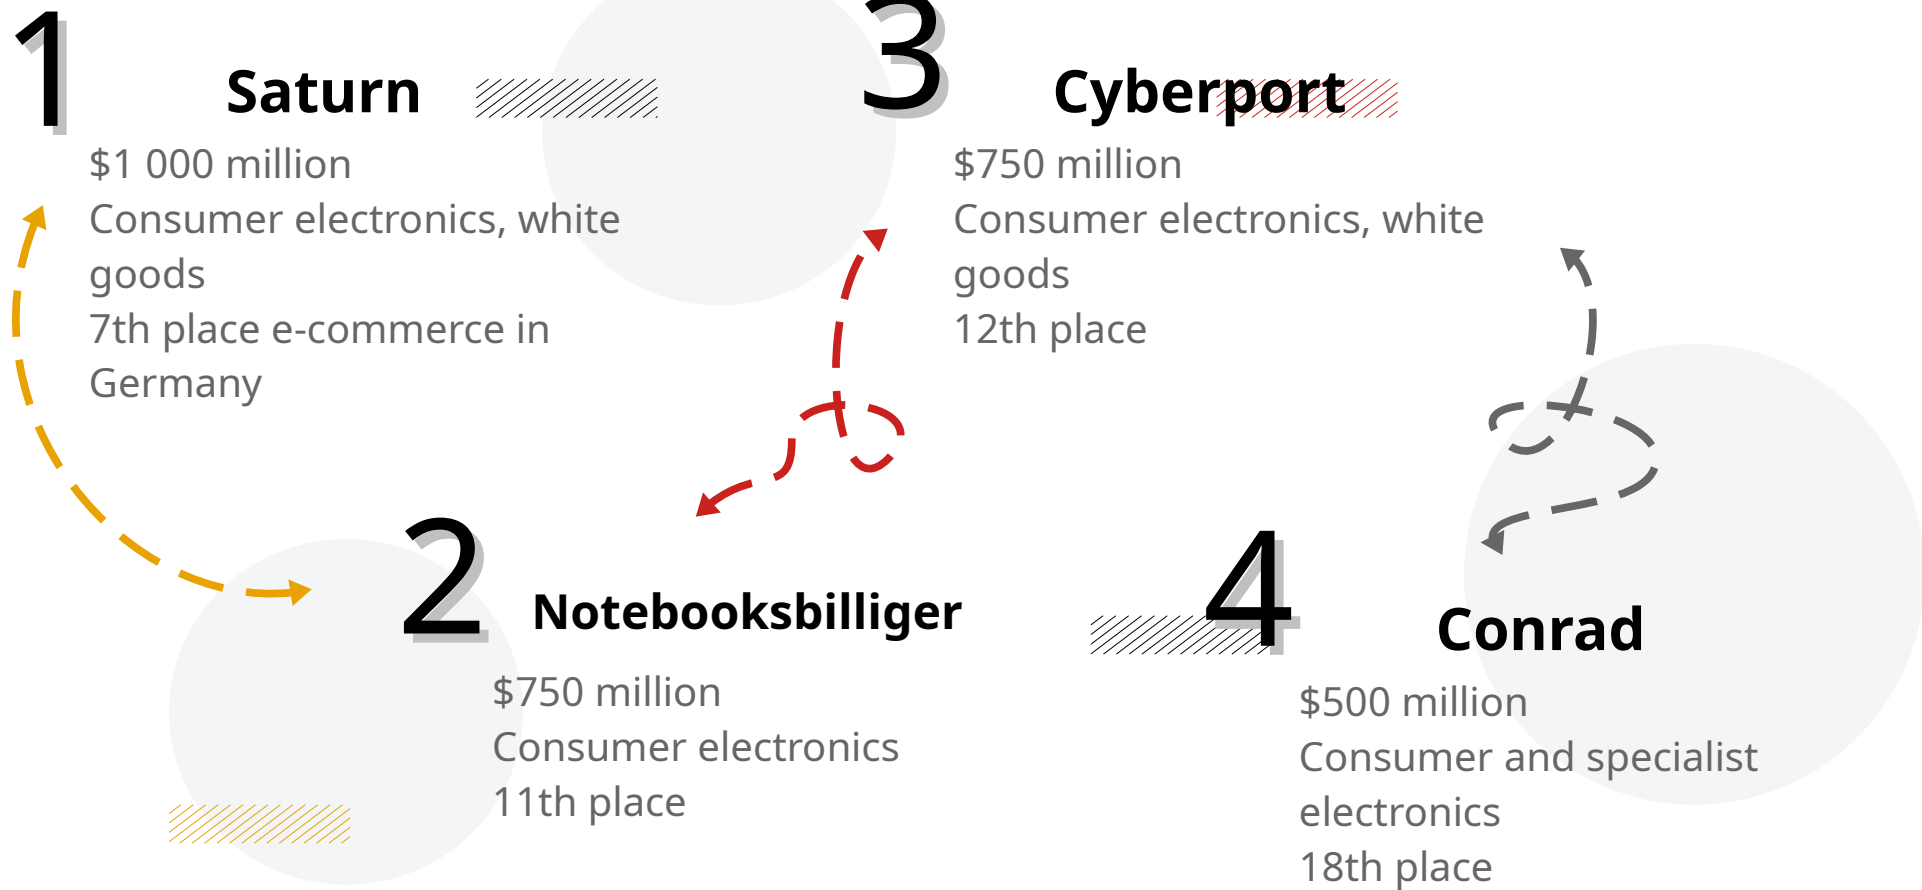 1
Saturn
$1 000 million
Consumer electronics, white
goods
7th place e-commerce in
Germany
2
Notebooksbilliger
$750 million
Consumer electronics
11th place
3
Cyberport
$750 million
Consumer electronics, white
goods
12th place
4
Conrad
$500 million
Consumer and specialist
electronics
18th place